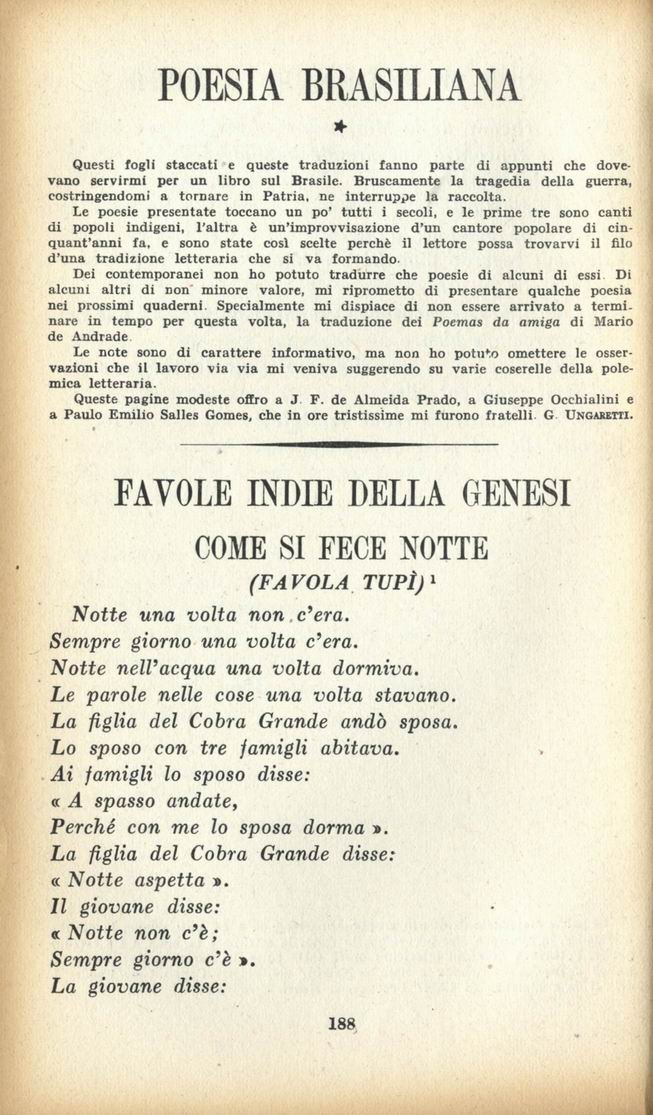 POESIA BRASILIANA
★
Questi fogli staccati e queste traduzioni fanno parte di appunti che dove-
vano servirmi per un libro sul Brasile. Bruscamente la tragedia della guerra,
costringendomi a tornare in Patria, ne interruppe la raccolta.
Le poesie presentate toccano un po' tutti i secoli, e le prime tre sono canti
di popoli indigeni, l'altra è un'improvvisazione d'un cantore popolare di cin-
quant'anni fa, e sono state così scelte perchè il lettore possa trovarvi il filo
d'una tradizione letteraria che si va formando.
Dei contemporanei non ho potuto tradurre che poesie di alcuni di essi. Di
alcuni altri di non minore valore, mi riprometto di presentare qualche poesia
nei prossimi quaderni. Specialmente mi dispiace di non essere arrivato a termi-
nare in tempo per questa volta, la traduzione dei Poemas da amiga di Mario
de Andrade.
Le note sono di carattere informativo, ma non ho potuto omettere le osser-
vazioni che il lavoro via via mi veniva suggerendo su varie coserelle della pole-
mica letteraria.
Queste pagine modeste offro a J. F. de Almeida Prado, a Giuseppe Occhialini e
a Paulo Emilio Salles Gomes, che in ore tristissime mi furono fratelli. G. UNGARETTI.
FAVOLE INDIE DELLA GENESI
COME SI FECE NOTTE
(FAVOLA TUPÌ) ¹
Notte una volta non c'era.
Sempre giorno una volta c'era.
Notte nell'acqua una volta dormiva.
Le parole nelle cose una volta stavano.
La figlia del Cobra Grande andò sposa.
Lo sposo con tre famigli abitava.
Ai famigli lo sposo disse:
« A spasso andate,
Perché con me lo sposa dorma ».
La figlia del Cobra Grande disse:
« Notte aspetta ».
Il giovane disse:
« Notte non c'è;
Sempre giorno c'è ».
La giovane disse:
188